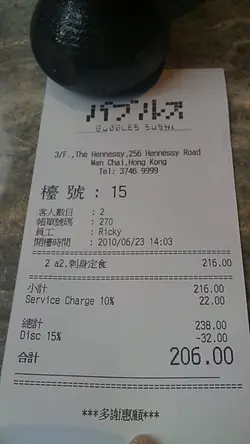 バブルス
BUBBLES SUSHI
3/F.,The Hennessy,256 Hennessy Road
Wan Chai,Hong Kong
Tel: 3746 9999
檯號 : 15
客人數目 : 2
帳單號碼 : 270
員工 : Ricky
開檯時間 : 2010/06/23 14:03
2 a2.刺身定食 216.00
小計 216.00
Service Charge 10% 22.00
總計 238.00
Disc 15% -32.00
合計 206.00
***多謝惠顧***